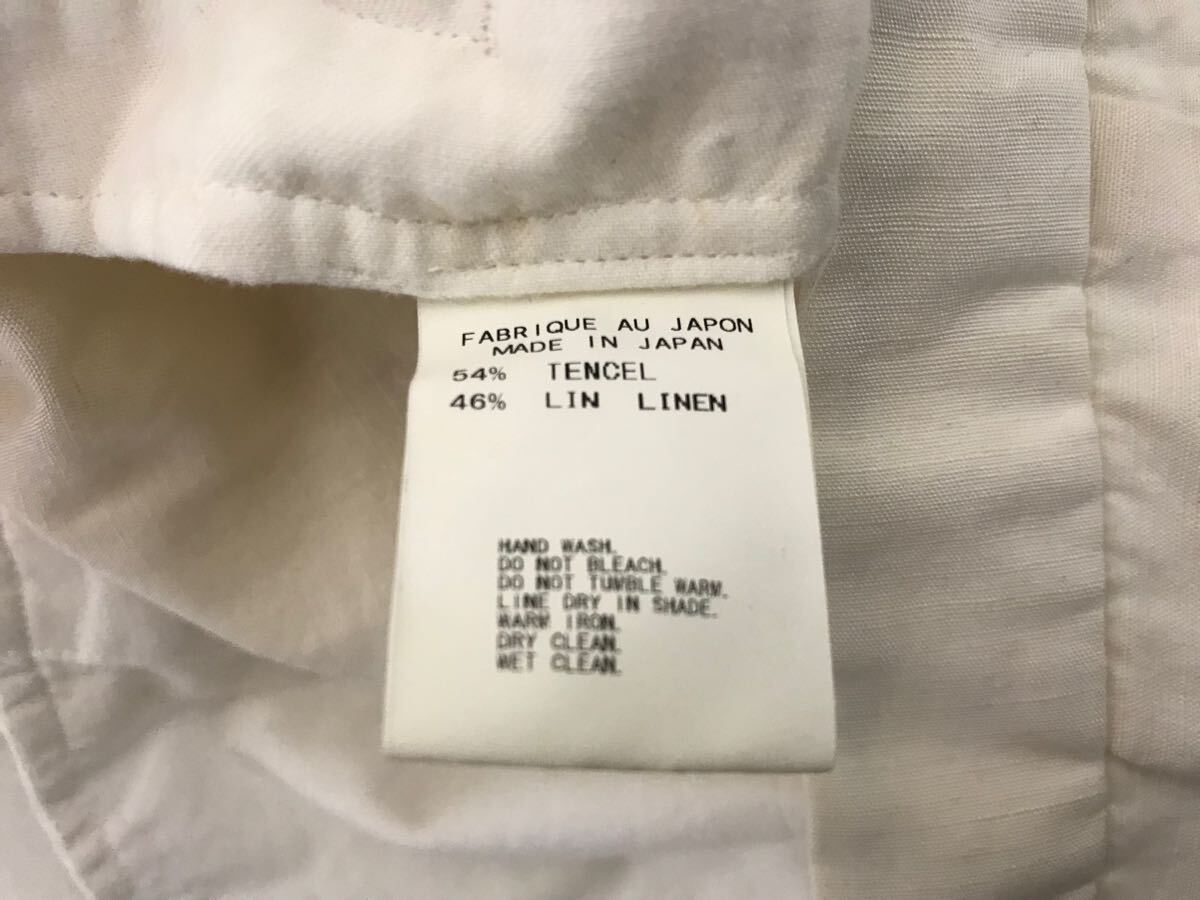 FABRIQUE AU JAPON
MADE IN JAPAN
54% TENCEL
46% LIN LINEN
HAND WASH.
DO NOT BLEACH.
DO NOT TUMBLE WARM.
LINE DRY IN SHADE.
WARM IRON.
DRY CLEAN.
WET CLEAN.